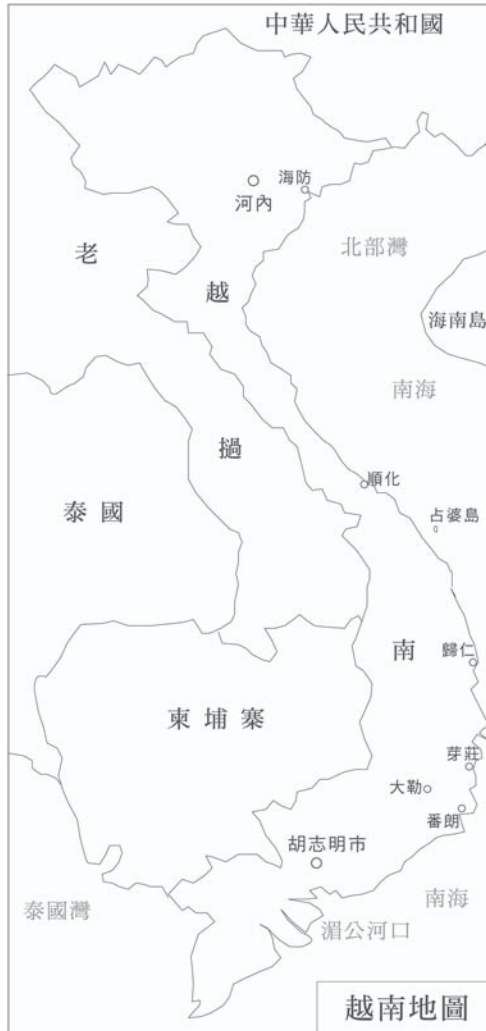 中華人民共和國
海防
河內
北部灣
老
越
海南島
南海
撾
順化
泰國
占婆島
南
歸仁
柬埔寨
芽莊
大勒
番朗
胡志明市
南海
泰國灣
湄公河口
越南地圖